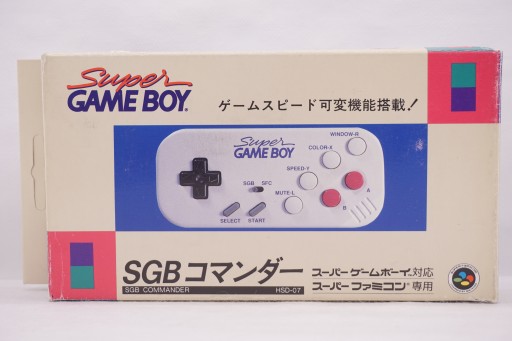 Super
GAME BOY
ゲームスピード可変機能搭載!
Super
GAME BOY
WINDOW-R
COLOR-X
SPEED-Y
MUTE-L
SGB SFC
A
B
SELECT START
SGBコマンダー
SGB COMMANDER HSD-07
スーパーゲームボーイ®対応
スーパーファミコン®専用